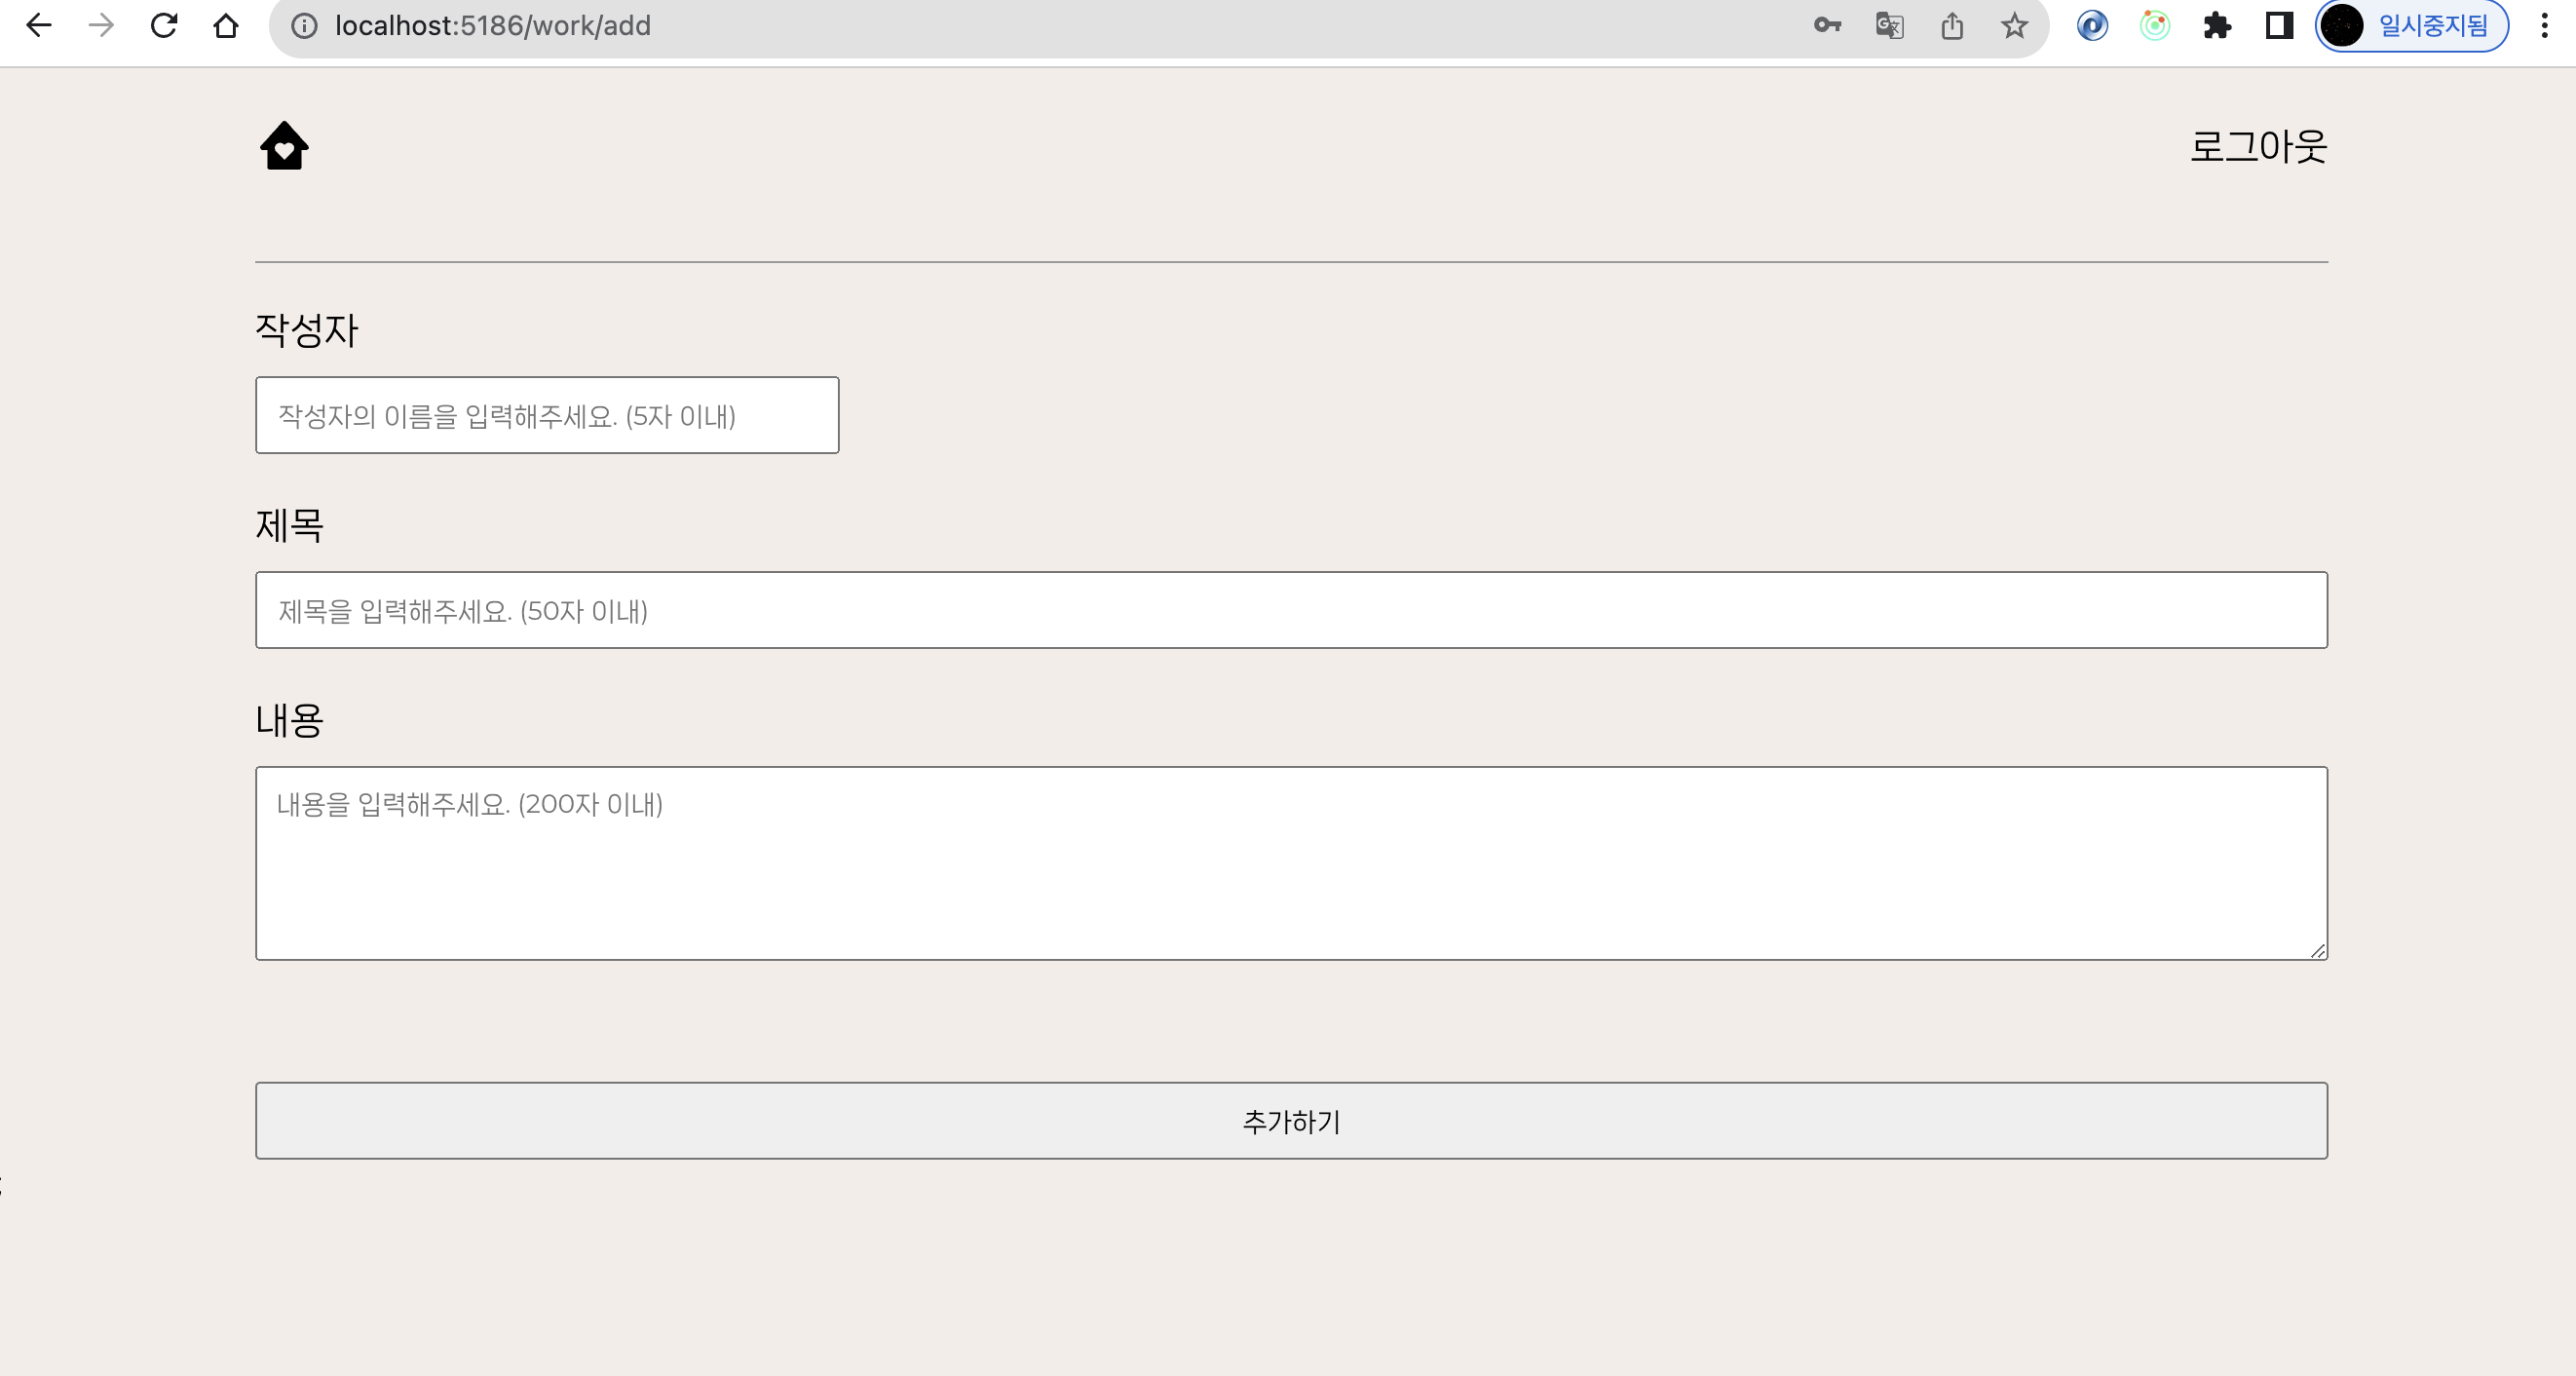 localhost:5186/work/add
일시중지됨
로그아웃
작성자
작성자의 이름을 입력해주세요. (5자 이내)
제목
제목을 입력해주세요. (50자 이내)
내용
내용을 입력해주세요. (200자 이내)
추가하기
;